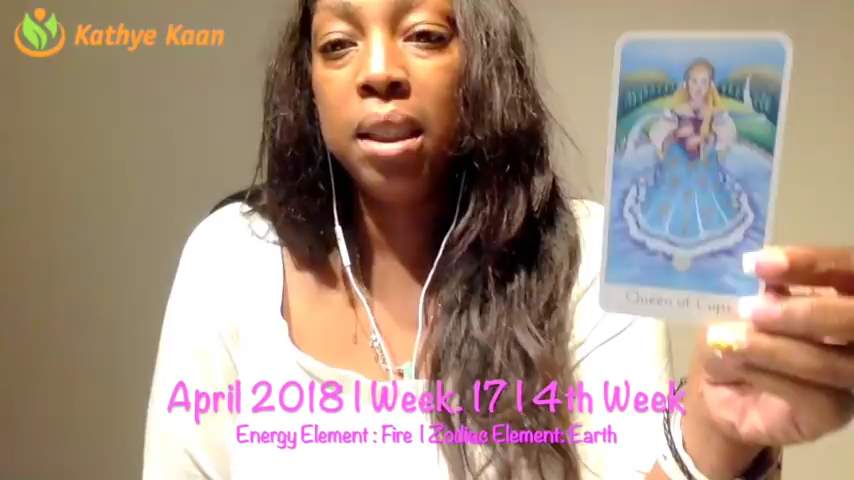 Kathye Kaan
Queen of Cups
April 2018 | Week. 17 | 4th Week
Energy Element : Fire | Zodiac Element: Earth